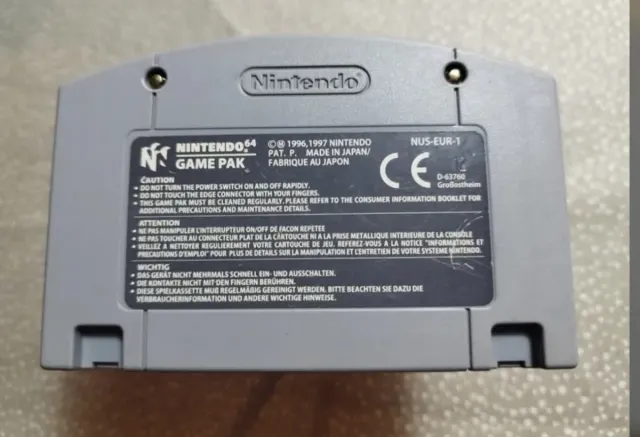 Nintendo®
NINTENDO⁶⁴
GAME PAK
©Ⓜ 1996,1997 NINTENDO
PAT. P. MADE IN JAPAN/
FABRIQUE AU JAPON
NUS-EUR-1
CE
D-63760
Großostheim
CAUTION
• DO NOT TURN THE POWER SWITCH ON AND OFF RAPIDLY.
• DO NOT TOUCH THE EDGE CONNECTOR WITH YOUR FINGERS.
• THIS GAME PAK MUST BE CLEANED REGULARLY. PLEASE REFER TO THE CONSUMER INFORMATION BOOKLET FOR
ADDITIONAL PRECAUTIONS AND MAINTENANCE DETAILS.
ATTENTION
• NE PAS MANIPULER L'INTERRUPTEUR ON/OFF DE FACON REPETEE
• NE PAS TOUCHER AU CONNECTEUR PLAT DE LA CARTOUCHE NI A LA PRISE METALLIQUE INTERIEURE DE LA CONSOLE
• VEILLEZ A NETTOYER REGULIEREMENT VOTRE CARTOUCHE DE JEU. REFEREZ-VOUS A LA NOTICE "INFORMATIONS ET
PRECAUTIONS D'EMPLOI" POUR PLUS DE DETAILS SUR LA MANIPULATION ET L'ENTRETIEN DE VOTRE SYSTEME NINTENDO.
WICHTIG
• DAS GERÄT NICHT MEHRMALS SCHNELL EIN- UND AUSSCHALTEN.
• DIE KONTAKTE NICHT MIT DEN FINGERN BERÜHREN.
• DIESE SPIELKASSETTE MUß REGELMÄßIG GEREINIGT WERDEN. BITTE BEACHTEN SIE DAZU DIE
VERBRAUCHERINFORMATION UND ANDERE WICHTIGE HINWEISE.